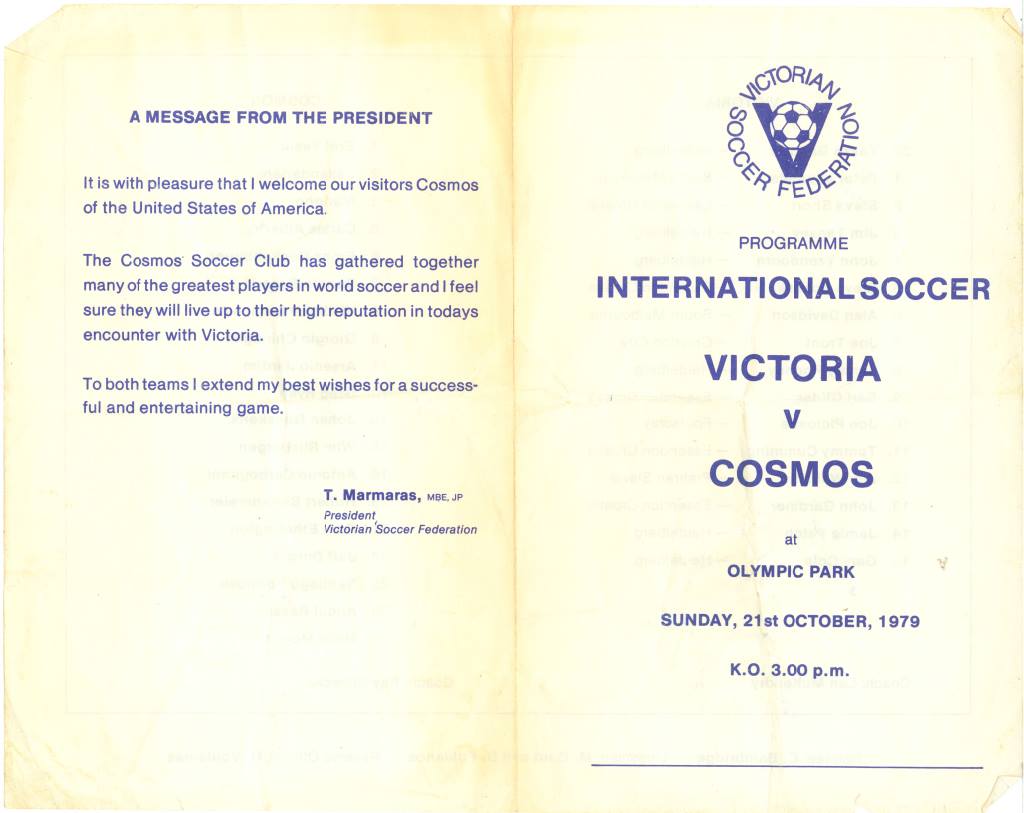 A MESSAGE FROM THE PRESIDENT
It is with pleasure that I welcome our visitors Cosmos
of the United States of America.
The Cosmos Soccer Club has gathered together
many of the greatest players in world soccer and I feel
sure they will live up to their high reputation in todays
encounter with Victoria.
To both teams I extend my best wishes for a success-
ful and entertaining game.
T. Marmaras, MBE, JP
President
Victorian Soccer Federation
VICTORIAN
SOCCER FEDERATION
V
PROGRAMME
INTERNATIONAL SOCCER
VICTORIA
V
COSMOS
at
OLYMPIC PARK
SUNDAY, 21st OCTOBER, 1979
K.O. 3.00 p.m.